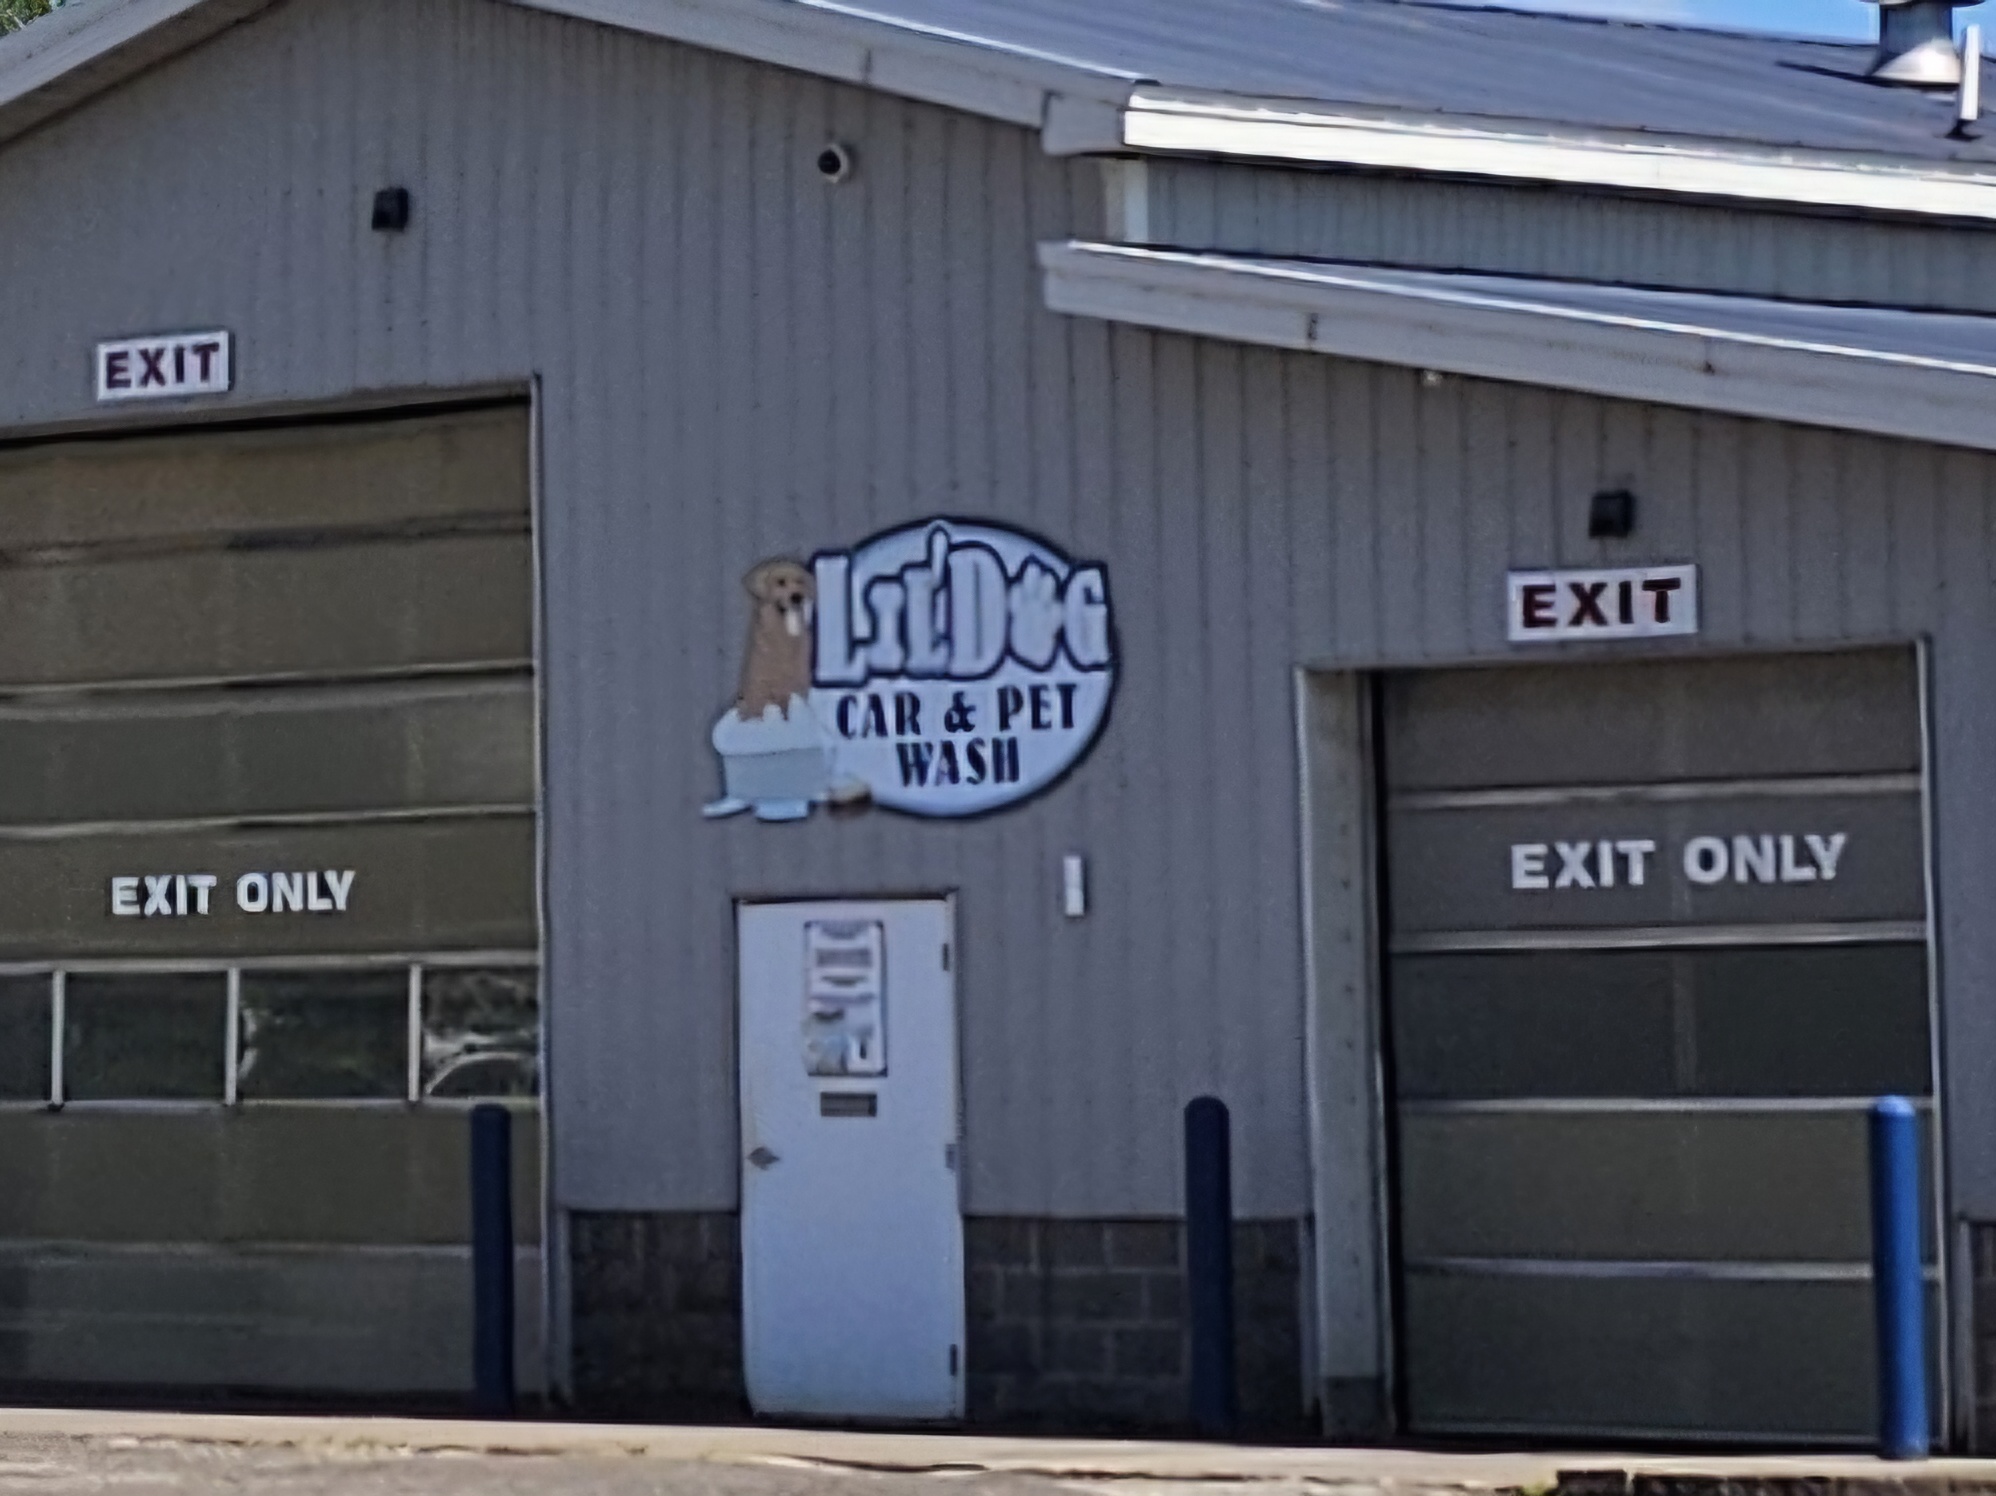 EXIT
LIL'DOG
CAR & PET
WASH
EXIT
EXIT ONLY
EXIT ONLY